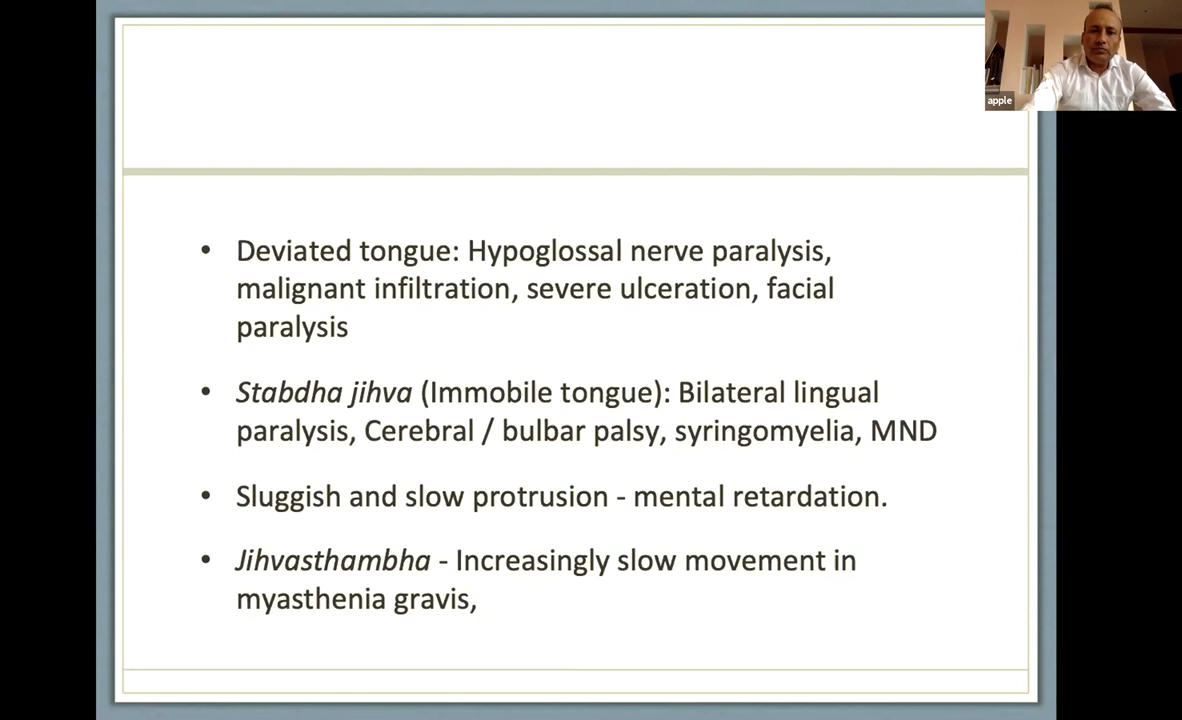 apple
• Deviated tongue: Hypoglossal nerve paralysis,
malignant infiltration, severe ulceration, facial
paralysis
• Stabdha jihva (Immobile tongue): Bilateral lingual
paralysis, Cerebral / bulbar palsy, syringomyelia, MND
• Sluggish and slow protrusion - mental retardation.
• Jihvasthambha - Increasingly slow movement in
myasthenia gravis,